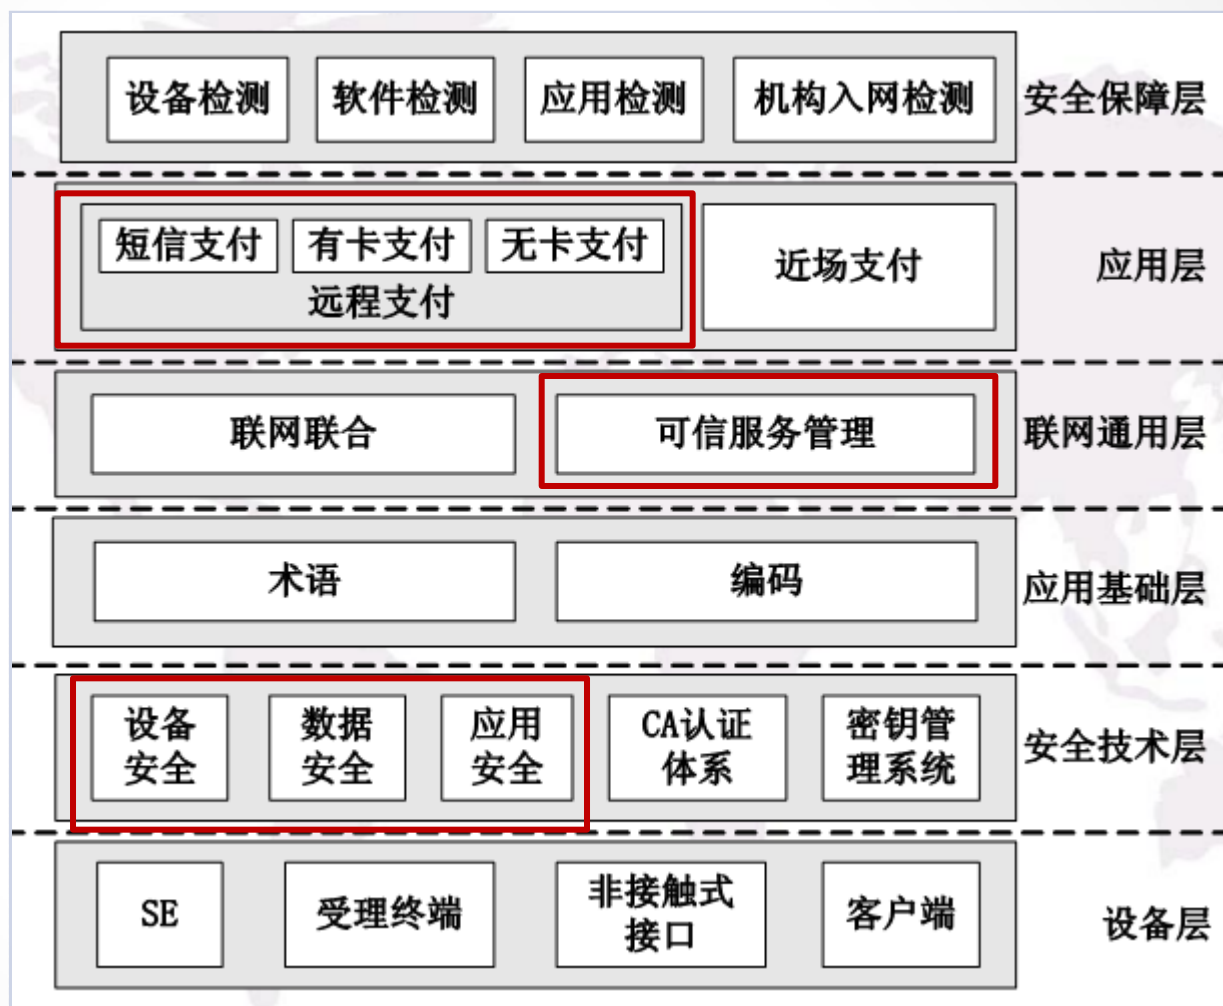 设备检测 软件检测 应用检测 机构入网检测 安全保障层
短信支付 有卡支付 无卡支付
远程支付
近场支付
应用层
联网联合 可信服务管理 联网通用层
术语 编码 应用基础层
设备
安全
数据
安全
应用
安全
CA认证
体系
密钥管
理系统
安全技术层
SE
受理终端
非接触式
接口
客户端
设备层